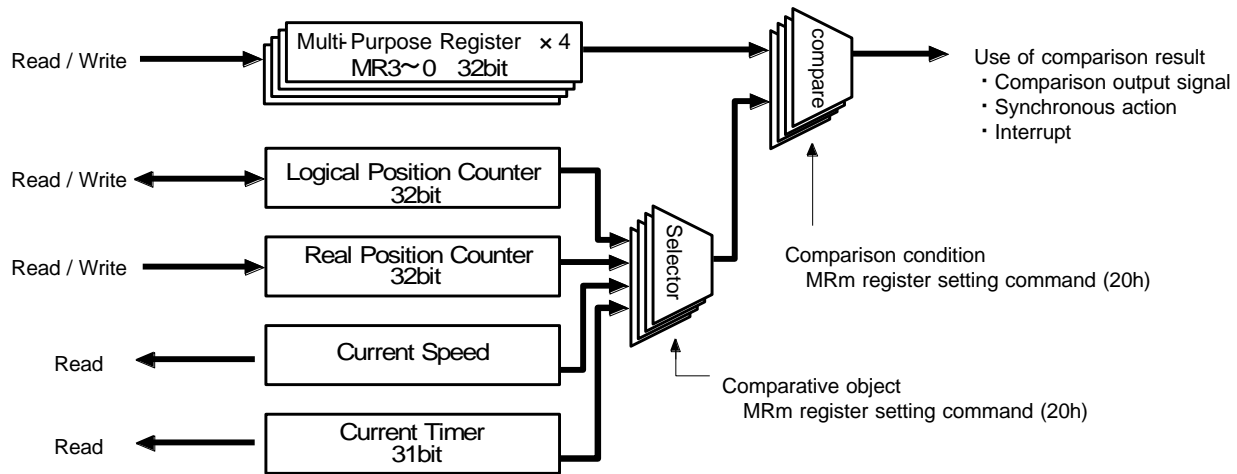 Read / Write
Multi-Purpose Register × 4
MR3～0 32bit
compare
Use of comparison result
・Comparison output signal
・Synchronous action
・Interrupt
Read / Write
Logical Position Counter
32bit
Read / Write
Real Position Counter
32bit
Selector
Comparison condition
MRm register setting command (20h)
Read
Current Speed
Comparative object
MRm register setting command (20h)
Read
Current Timer
31bit